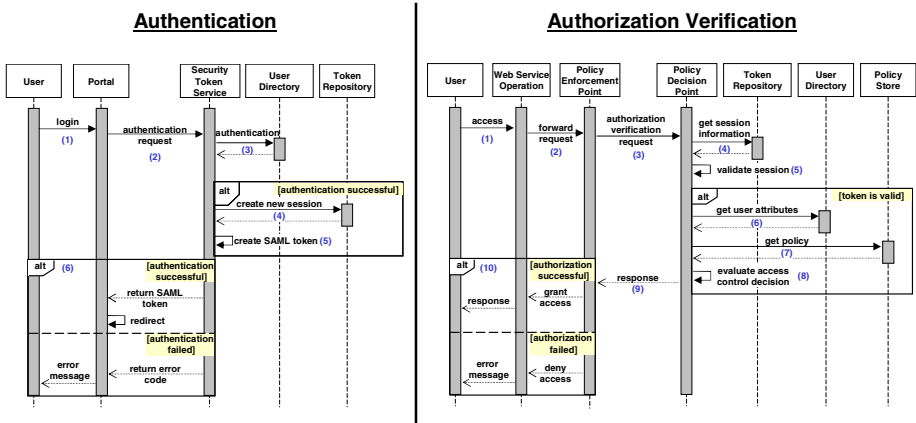 Authentication
User
Portal
Security
Token
Service
User
Directory
Token
Repository
login
(1)
authentication
request
(2)
authentication
(3)
alt
[authentication successful]
create new session
(4)
create SAML token (5)
alt
(6)
[authentication
successful]
return SAML
token
redirect
[authentication
failed]
return error
code
error
message
Authorization Verification
User
Web Service
Operation
Policy
Enforcement
Point
Policy
Decision
Point
Token
Repository
User
Directory
Policy
Store
access
(1)
forward
request
(2)
authorization
verification
request
(3)
get session
information
(4)
validate session (5)
alt
[token is valid]
get user attributes
(6)
get policy
(7)
evaluate access
control decision
(8)
response
(9)
alt
(10)
[authorization
successful]
grant
access
response
[authorization
failed]
deny
access
error
message